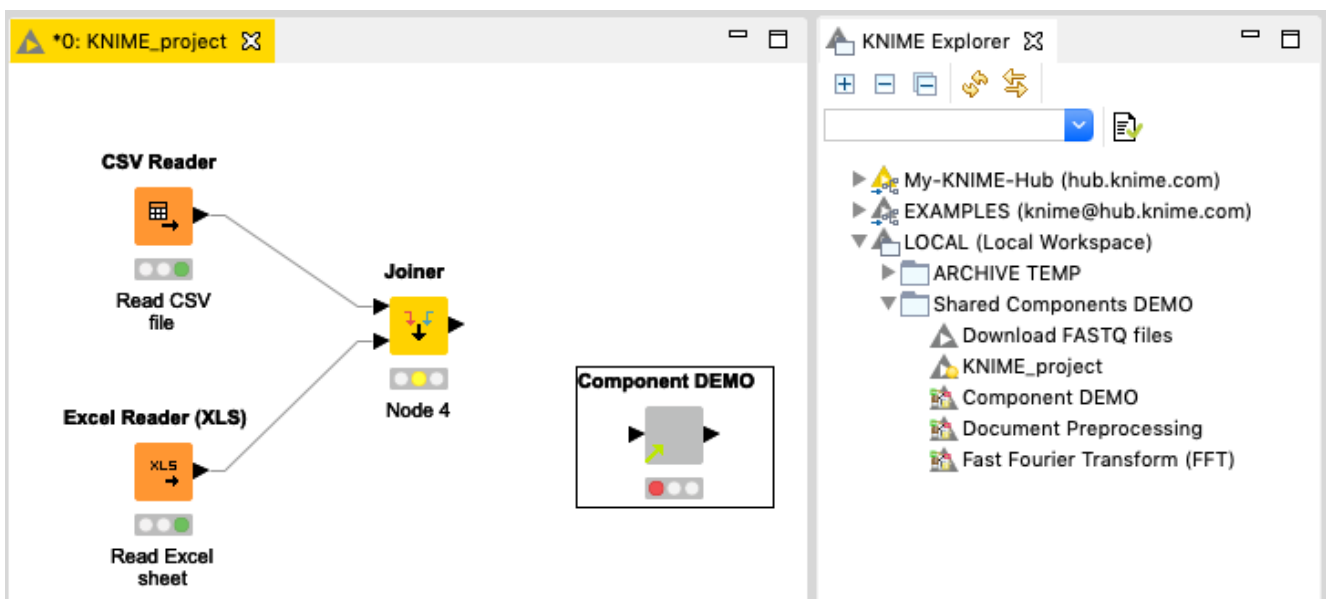 *0: KNIME_project
CSV Reader
Read CSV
file
Joiner
Node 4
Excel Reader (XLS)
XLS
Read Excel
sheet
Component DEMO
KNIME Explorer
My-KNIME-Hub (hub.knime.com)
EXAMPLES (knime@hub.knime.com)
LOCAL (Local Workspace)
ARCHIVE TEMP
Shared Components DEMO
Download FASTQ files
KNIME_project
Component DEMO
Document Preprocessing
Fast Fourier Transform (FFT)